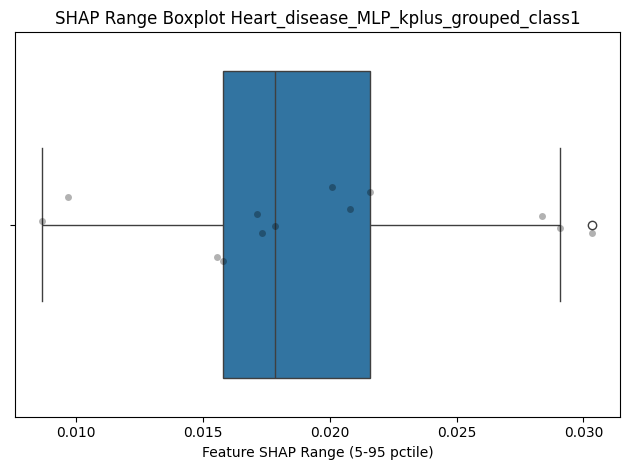 SHAP Range Boxplot Heart_disease_MLP_kplus_grouped_class1
0.010 0.015 0.020 0.025 0.030
Feature SHAP Range (5-95 pctile)